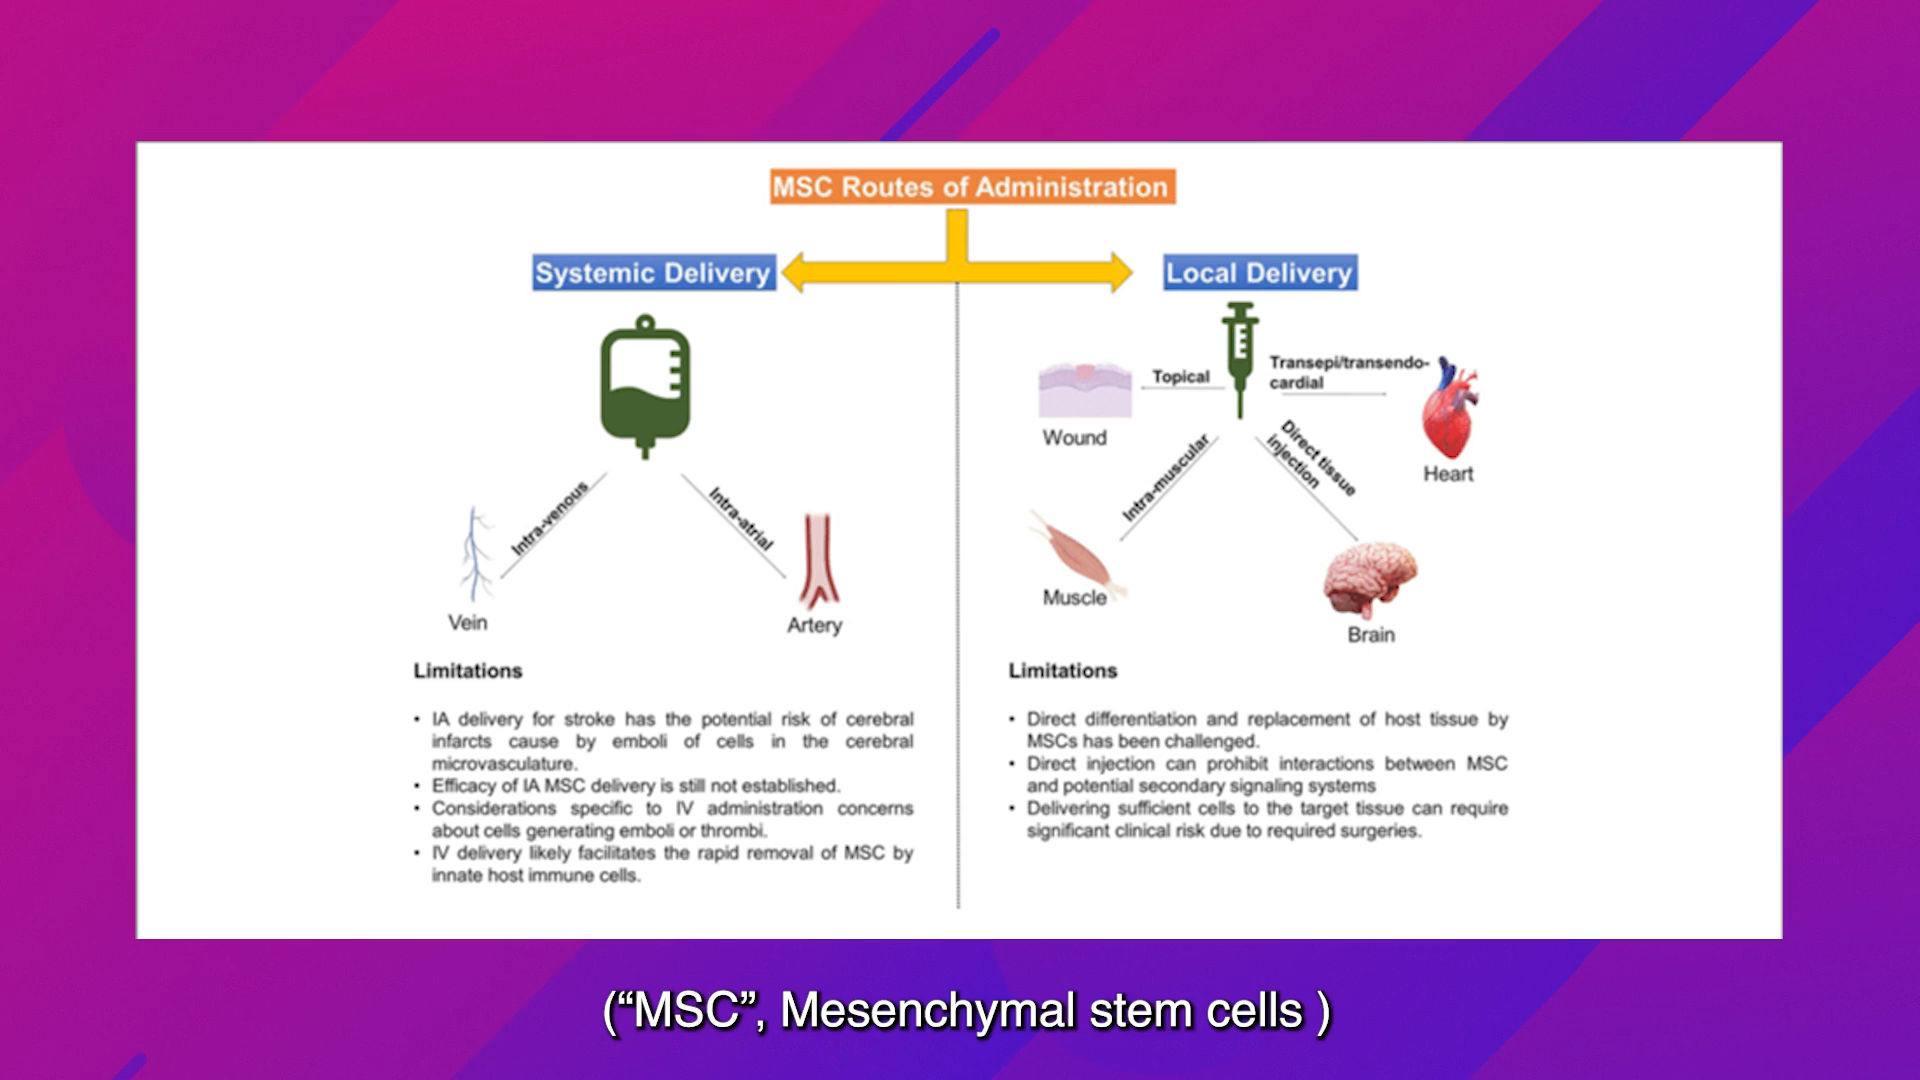 MSC Routes of Administration
Systemic Delivery
Intra-venous
Intra-atrial
Vein
Artery
Limitations
• IA delivery for stroke has the potential risk of cerebral
infarcts cause by emboli of cells in the cerebral
microvasculature.
• Efficacy of IA MSC delivery is still not established.
• Considerations specific to IV administration concerns
about cells generating emboli or thrombi.
• IV delivery likely facilitates the rapid removal of MSC by
innate host immune cells.
Local Delivery
Topical
Transepi/transendo-
cardial
Wound
Heart
Intra-muscular
Direct tissue
injection
Muscle
Brain
Limitations
• Direct differentiation and replacement of host tissue by
MSCs has been challenged.
• Direct injection can prohibit interactions between MSC
and potential secondary signaling systems
• Delivering sufficient cells to the target tissue can require
significant clinical risk due to required surgeries.
(“MSC”, Mesenchymal stem cells )